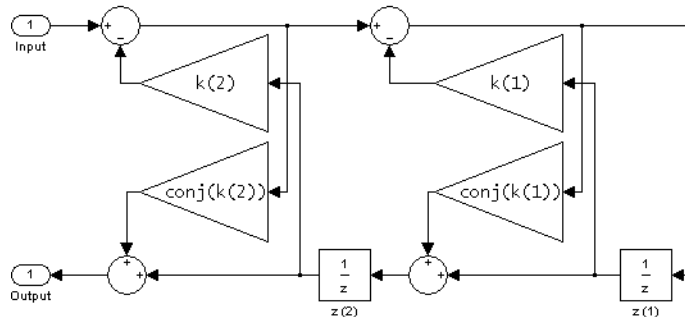 1
Input
+
−
+
−
k(2)
k(1)
conj(k(2))
conj(k(1))
1
Output
+
+
1
z
z(2)
+
+
1
z
z(1)